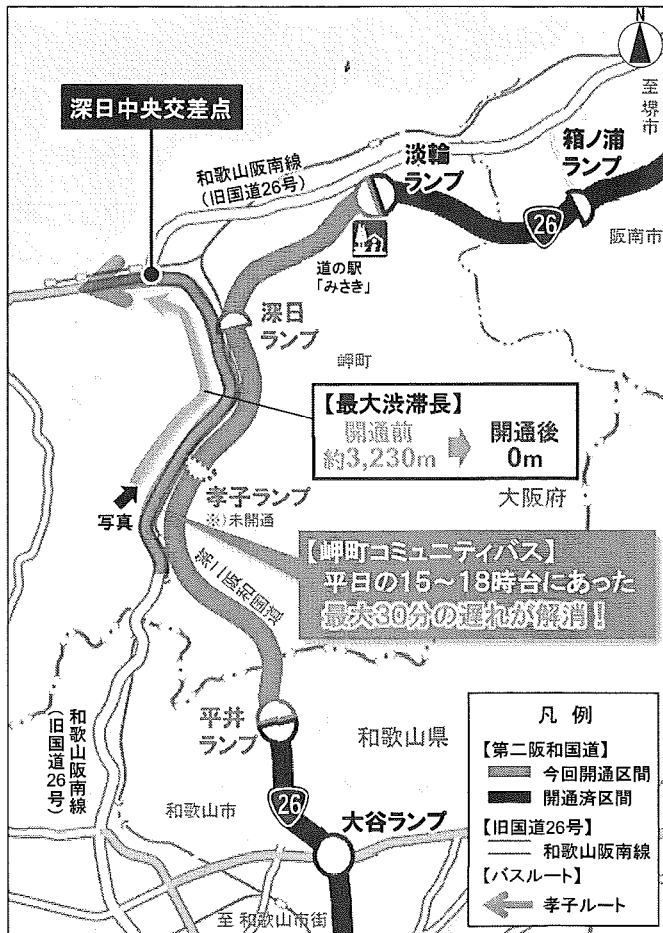 N
至 堺市
深日中央交差点
和歌山阪南線
(旧国道26号)
淡輪
ランプ
箱ノ浦
ランプ
26
阪南市
道の駅
「みさき」
深日
ランプ
岬町
【最大渋滞長】
開通前
約3,230m
開通後
0m
写真
孝子ランプ
※)未開通
大阪府
【岬町コミュニティバス】
平日の15～18時台にあった
最大30分の遅れが解消！
第二阪和国道
平井
ランプ
和歌山県
和歌山阪南線
(旧国道26号)
和歌山市
26
大谷ランプ
至 和歌山市街
凡 例
【第二阪和国道】
今回開通区間
開通済区間
【旧国道26号】
和歌山阪南線
【バスルート】
孝子ルート